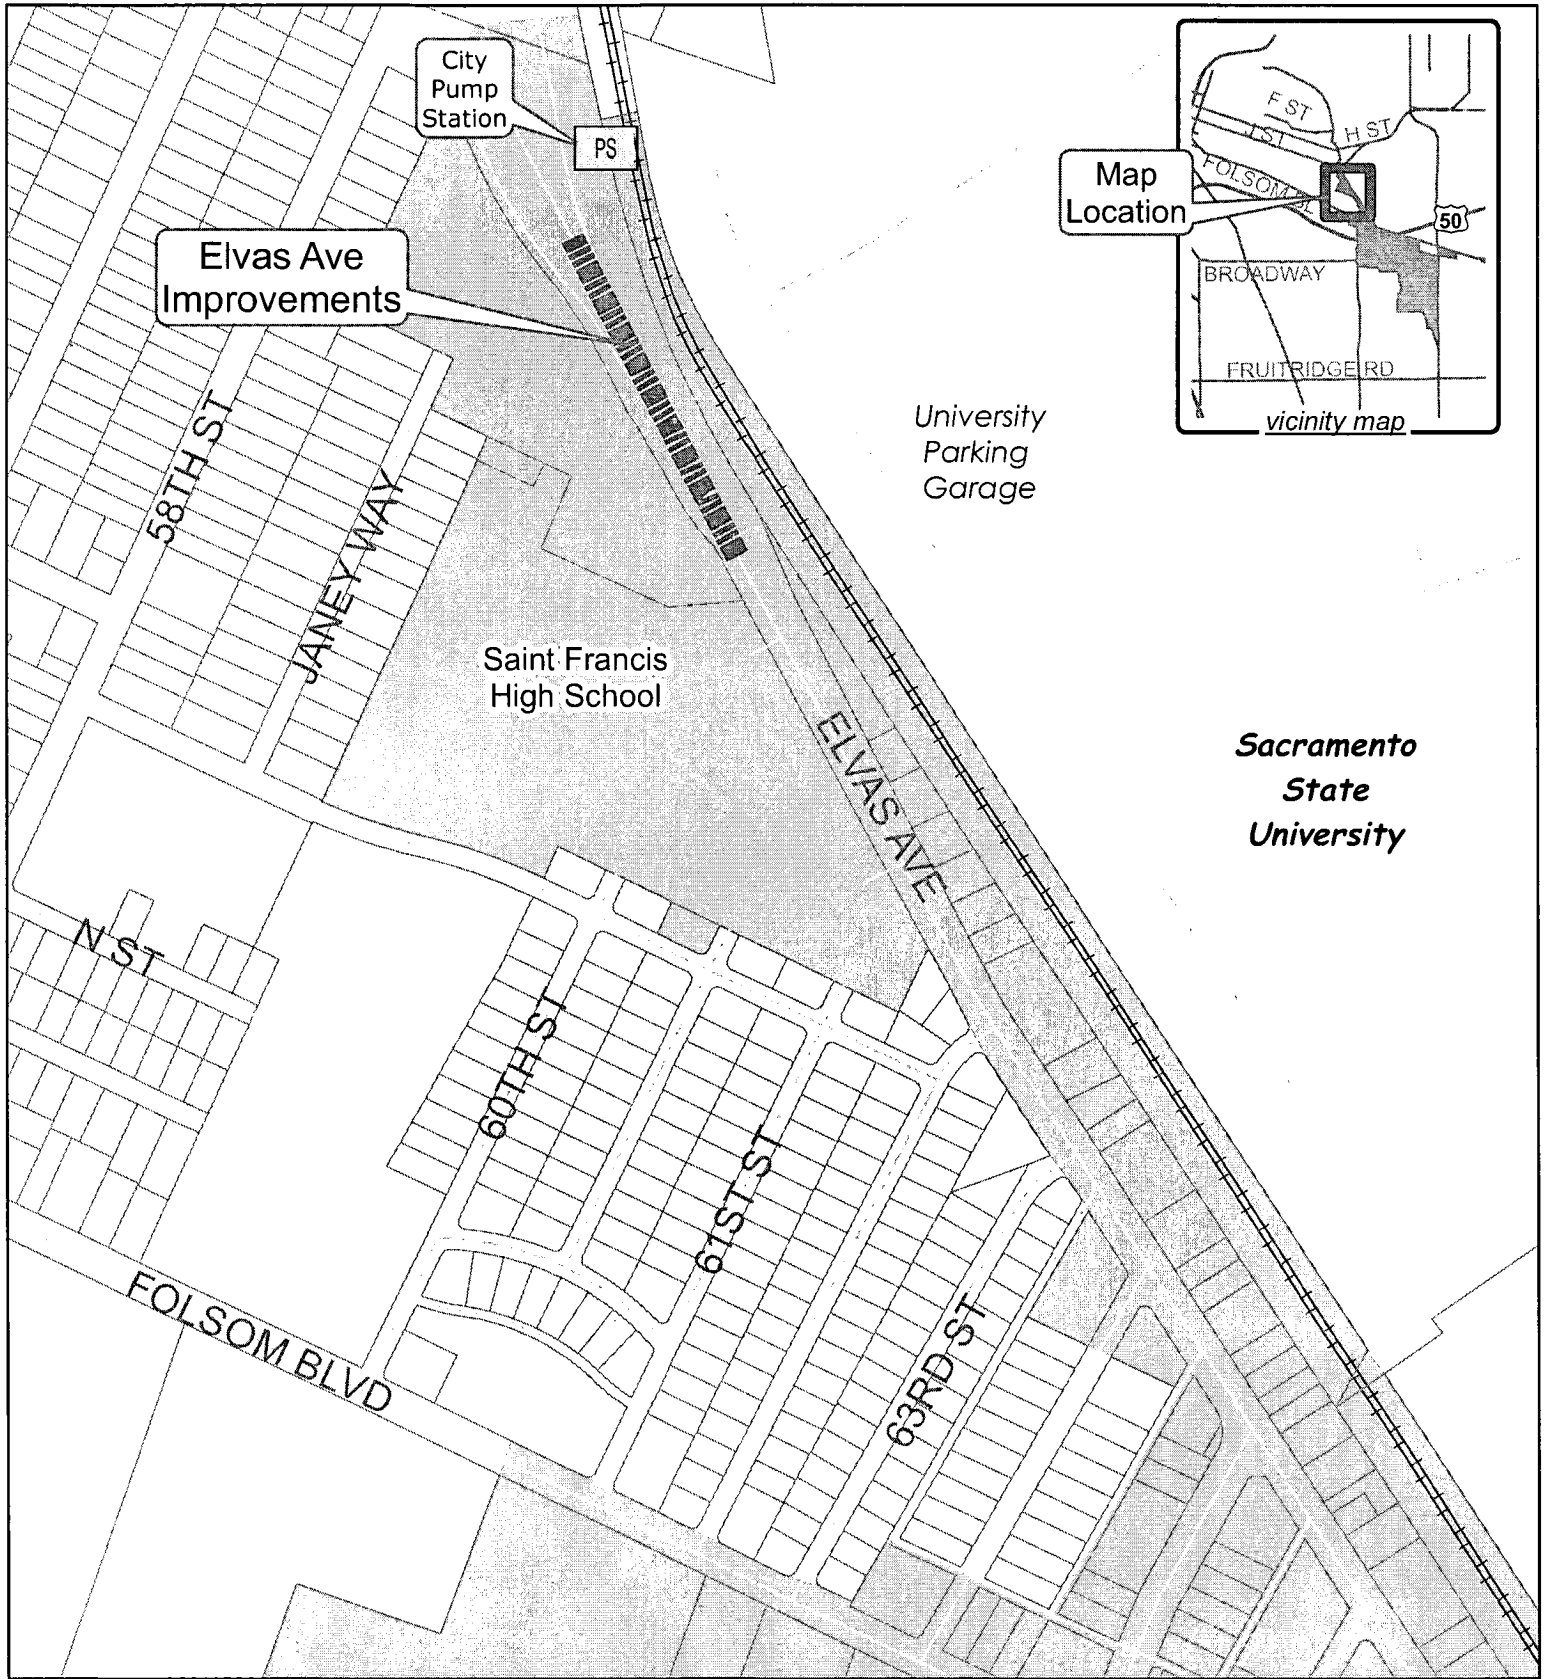 City
Pump
Station
PS
Elvas Ave
Improvements
F ST
J ST
H ST
FOLSOM BL
Map
Location
50
BROADWAY
FRUITRIDGE RD
vicinity map
University
Parking
Garage
58TH ST
JANEY WAY
Saint Francis
High School
ELVAS AVE
Sacramento
State
University
N ST
60TH ST
61ST ST
63RD ST
FOLSOM BLVD